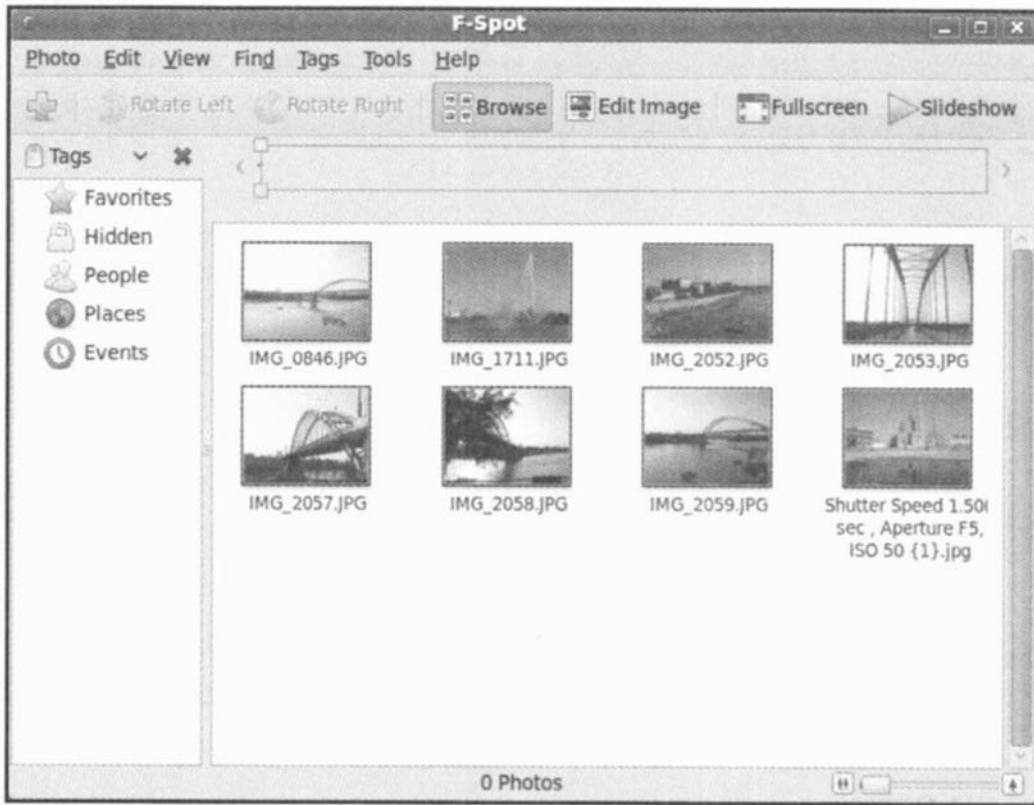 F-Spot
Photo Edit View Find Tags Tools Help
Rotate Left Rotate Right Browse Edit Image Fullscreen Slideshow
Tags
Favorites
Hidden
People
Places
Events
IMG_0846.JPG IMG_1711.JPG IMG_2052.JPG IMG_2053.JPG
IMG_2057.JPG IMG_2058.JPG IMG_2059.JPG Shutter Speed 1.50
sec , Aperture F5,
ISO 50 {1}.jpg
0 Photos